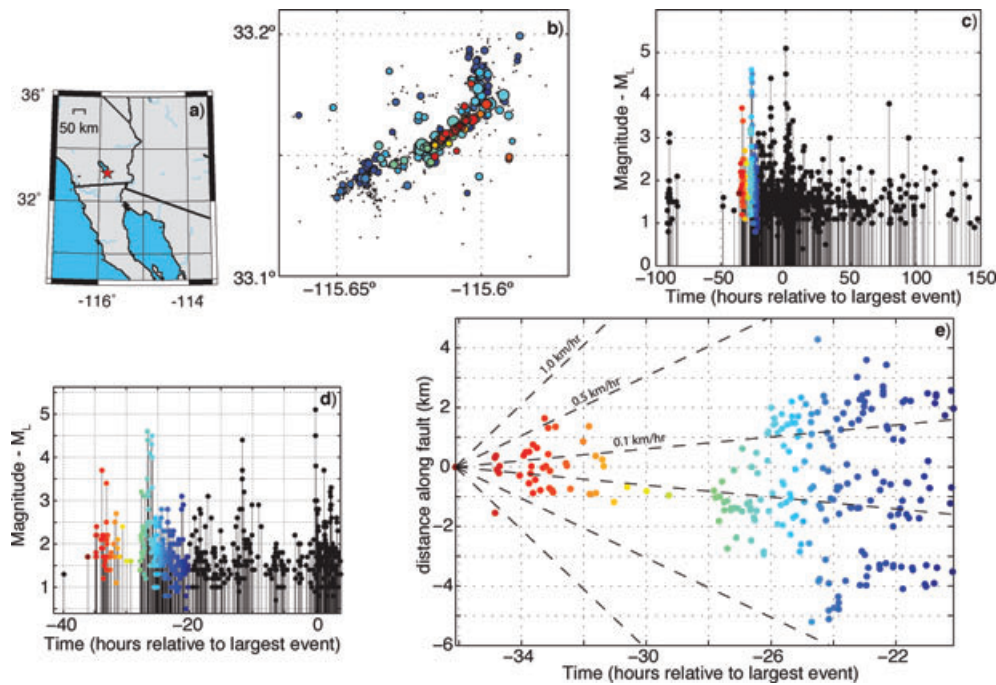 a)
36°
50 km
32°
-116°
-114
b)
33.2°
33.1°
-115.65°
-115.6°
c)
Magnitude - M_L
6
5
4
3
2
1
0
-100
-50
0
50
100
150
Time (hours relative to largest event)
d)
Magnitude - M_L
5
4
3
2
1
-40
-20
0
Time (hours relative to largest event)
e)
distance along fault (km)
4
2
0
-2
-4
-6
1.0 km/hr
0.5 km/hr
0.1 km/hr
-34
-30
-26
-22
Time (hours relative to largest event)